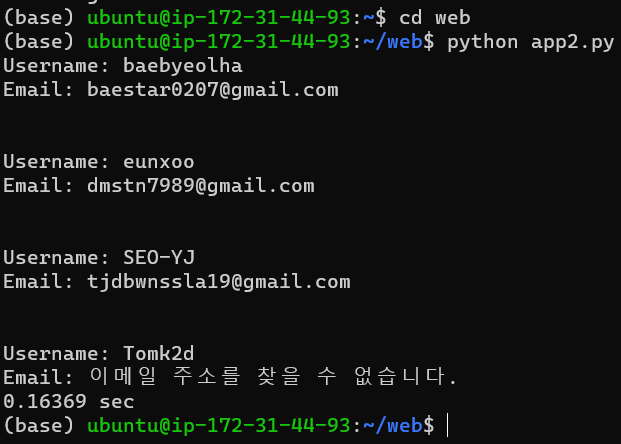 (base) ubuntu@ip-172-31-44-93:~$ cd web
(base) ubuntu@ip-172-31-44-93:~/web$ python app2.py
Username: baebyeolha
Email: baestar0207@gmail.com
Username: eunxoo
Email: dmstn7989@gmail.com
Username: SEO-YJ
Email: tjdbwnssla19@gmail.com
Username: Tomk2d
Email: 이메일 주소를 찾을 수 없습니다.
0.16369 sec
(base) ubuntu@ip-172-31-44-93:~/web$